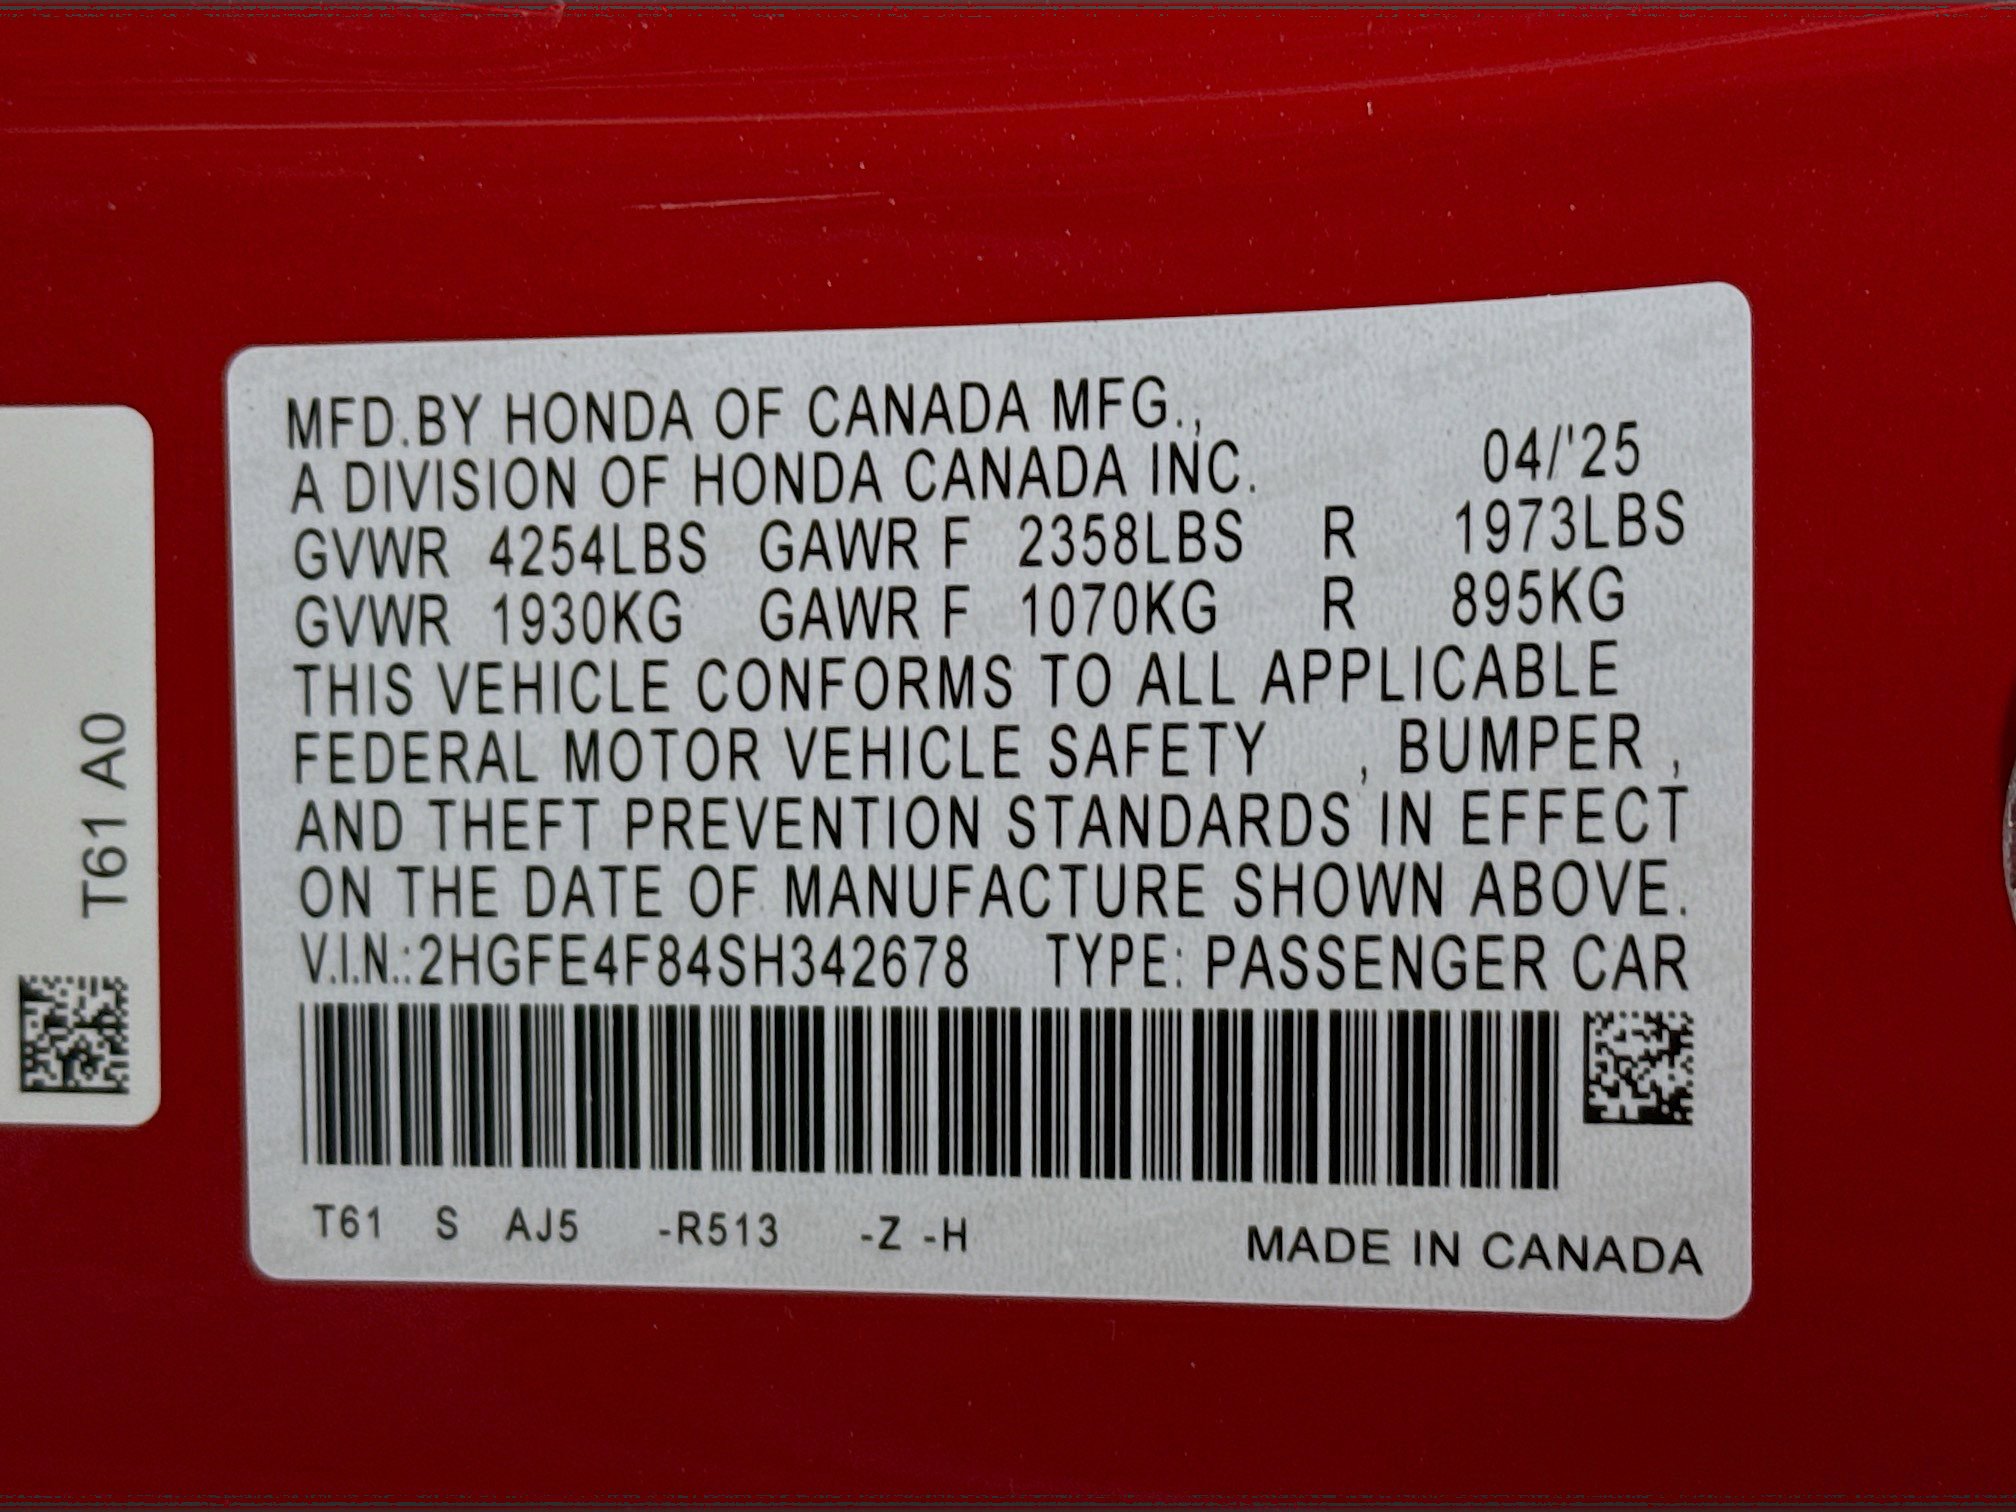 MFD.BY HONDA OF CANADA MFG.,
A DIVISION OF HONDA CANADA INC. 04/'25
GVWR 4254LBS GAWR F 2358LBS R 1973LBS
GVWR 1930KG GAWR F 1070KG R 895KG
THIS VEHICLE CONFORMS TO ALL APPLICABLE
FEDERAL MOTOR VEHICLE SAFETY , BUMPER ,
AND THEFT PREVENTION STANDARDS IN EFFECT
ON THE DATE OF MANUFACTURE SHOWN ABOVE.
V.I.N.:2HGFE4F84SH342678 TYPE: PASSENGER CAR
T61 S AJ5 -R513 -Z -H
MADE IN CANADA
T61 A0